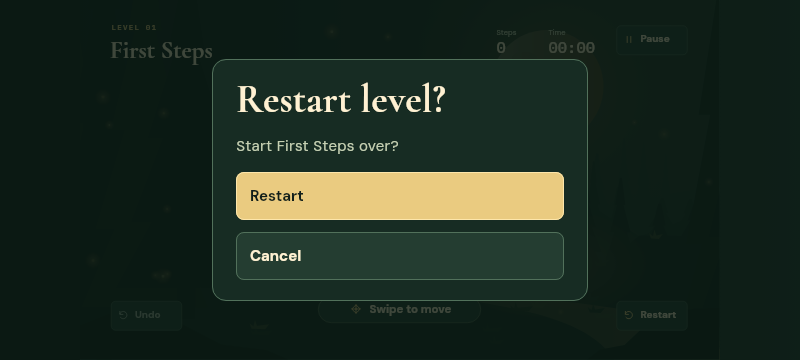 LEVEL 01
First Steps
Steps
0
Time
00:00
Pause
Restart level?
Start First Steps over?
Restart
Cancel
Undo
Swipe to move
Restart